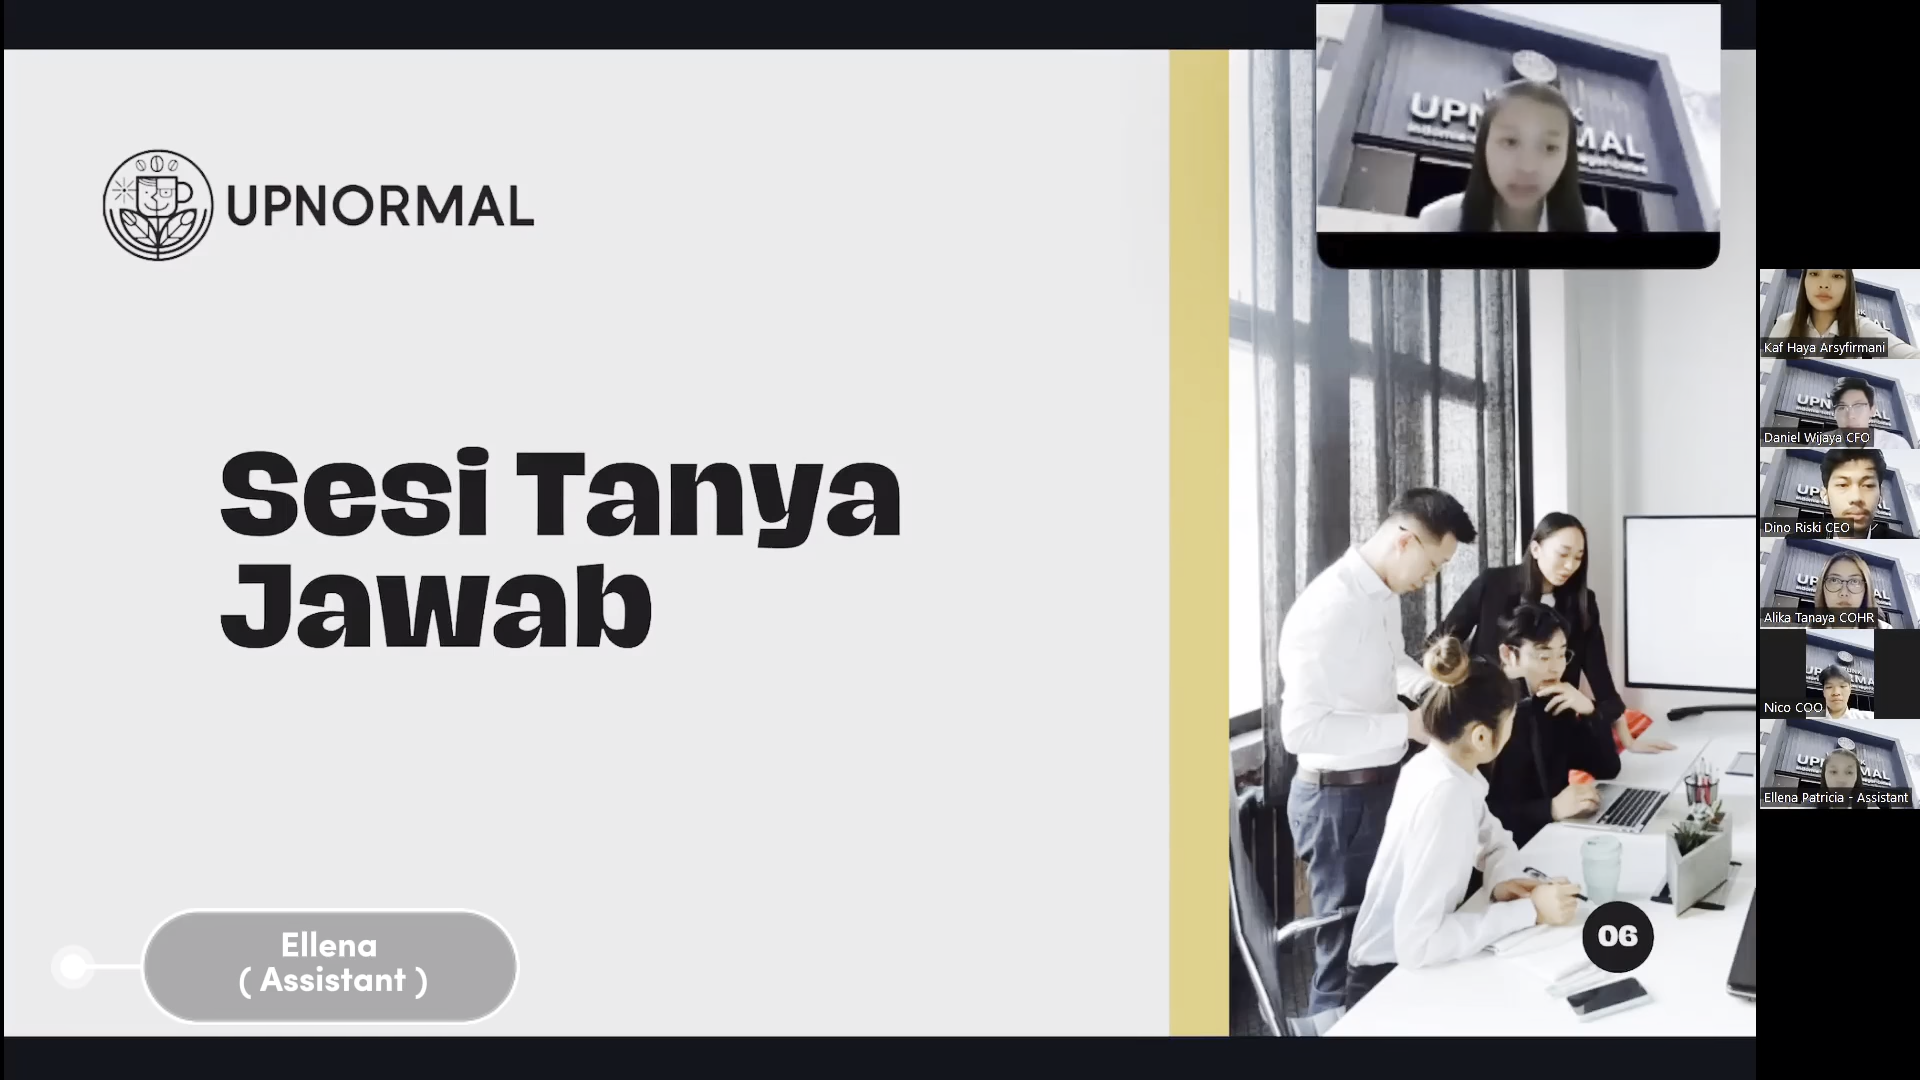 UPNORMAL
Sesi Tanya
Jawab
Ellena
( Assistant )
06
Kaf Haya Arsyfirmani
Daniel Wijaya CFO
Dino Riski CEO
Alika Tanaya COHR
Nico COO
Ellena Patricia - Assistant